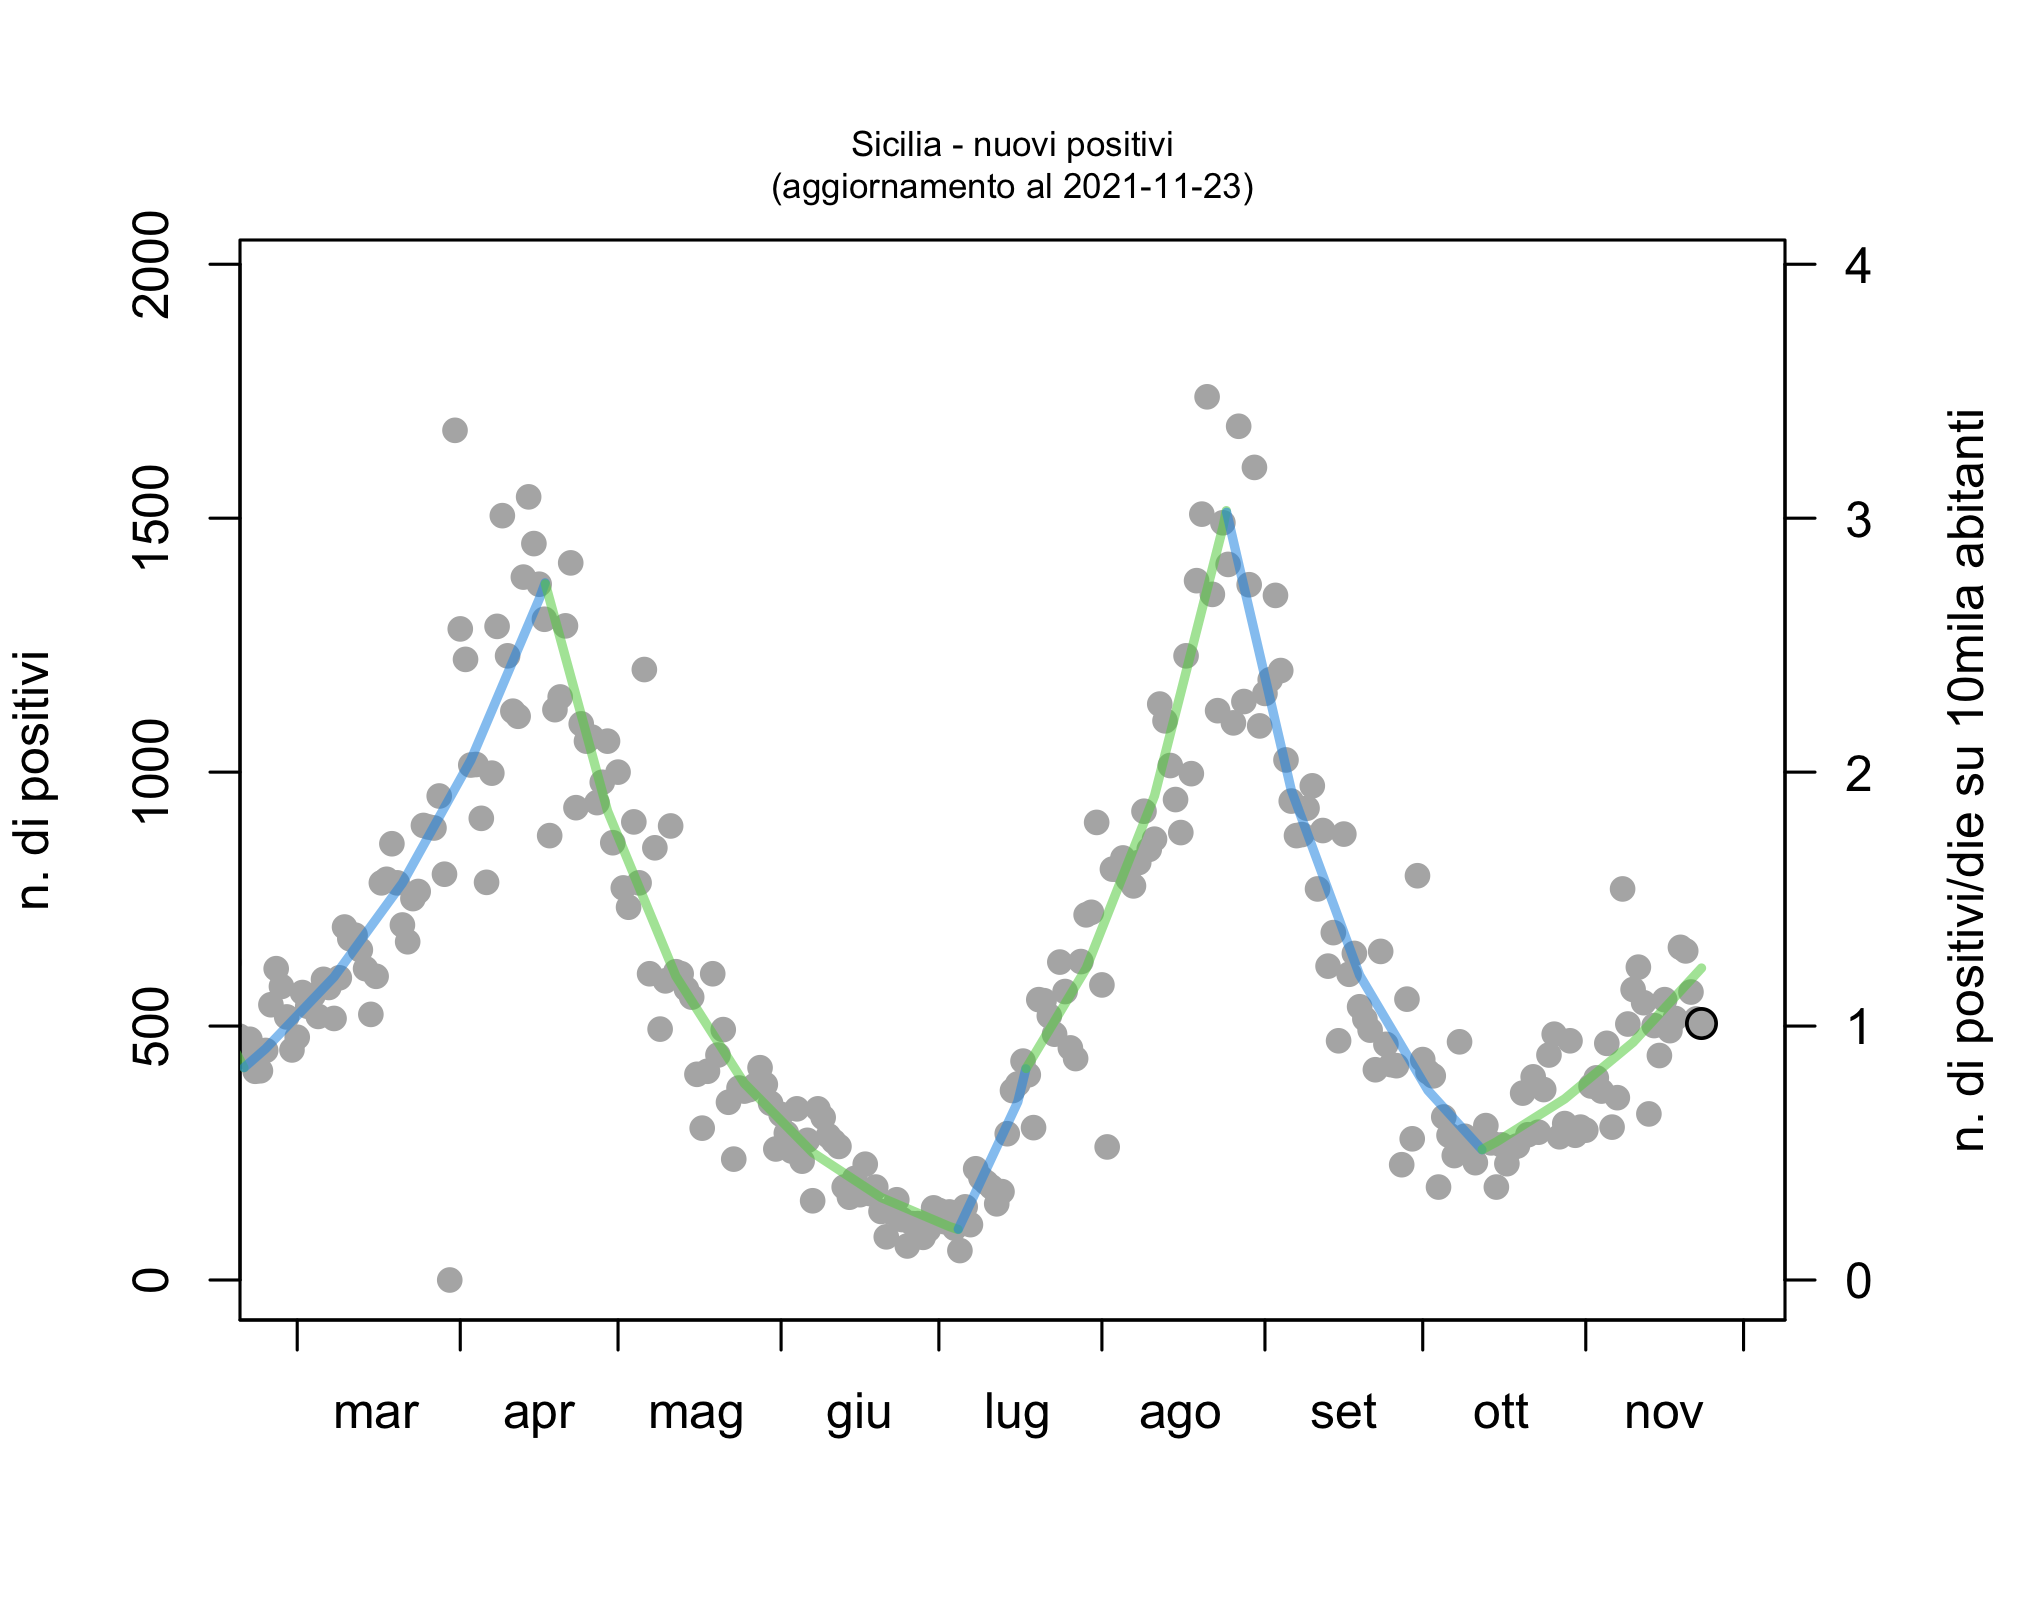 Sicilia - nuovi positivi
(aggiornamento al 2021-11-23)
n. di positivi
2000
1500
1000
500
0
4
3
2
1
0
n. di positivi/die su 10mila abitanti
mar apr mag giu lug ago set ott nov